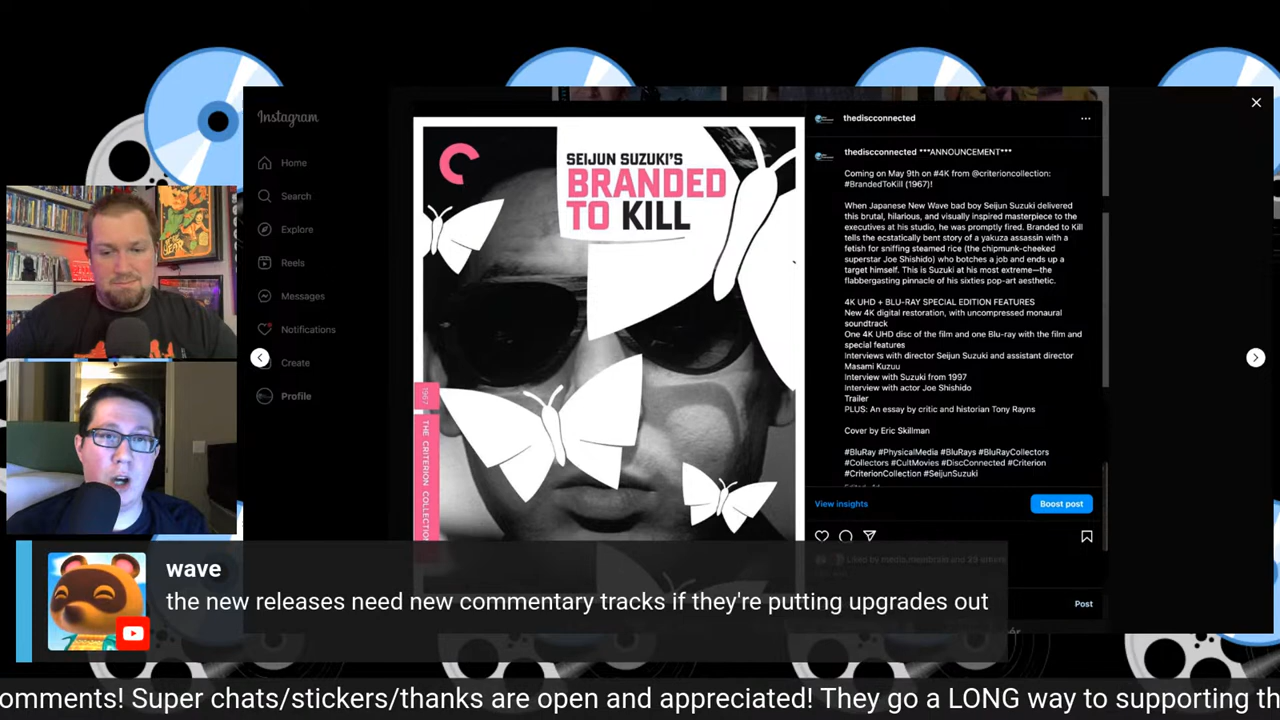 Instagram
Home
Search
Explore
Reels
Messages
Notifications
Create
Profile
SEIJUN SUZUKI'S
BRANDED
TO KILL
1967
THE CRITERION COLLECTION
thediscconnected
thediscconnected ***ANNOUNCEMENT***
Coming on May 9th on #4K from @criterioncollection:
#BrandedToKill (1967)!
When Japanese New Wave bad boy Seijun Suzuki delivered
this brutal, hilarious, and visually inspired masterpiece to the
executives at his studio, he was promptly fired. Branded to Kill
tells the ecstatically bent story of a yakuza assassin with a
fetish for sniffing steamed rice (the chipmunk-cheeked
superstar Joe Shishido) who botches a job and ends up a
target himself. This is Suzuki at his most extreme—the
flabbergasting pinnacle of his sixties pop-art aesthetic.
4K UHD + BLU-RAY SPECIAL EDITION FEATURES
New 4K digital restoration, with uncompressed monaural
soundtrack
One 4K UHD disc of the film and one Blu-ray with the film and
special features
Interviews with director Seijun Suzuki and assistant director
Masami Kuzuu
Interview with Suzuki from 1997
Interview with actor Joe Shishido
Trailer
PLUS: An essay by critic and historian Tony Rayns
Cover by Eric Skillman
#BluRay #PhysicalMedia #BluRays #BluRayCollectors
#Collectors #CultMovies #DiscConnected #Criterion
#CriterionCollection #SeijunSuzuki
View insights
Boost post
Liked by
Post
wave
the new releases need new commentary tracks if they're putting upgrades out
omments! Super chats/stickers/thanks are open and appreciated! They go a LONG way to supporting th